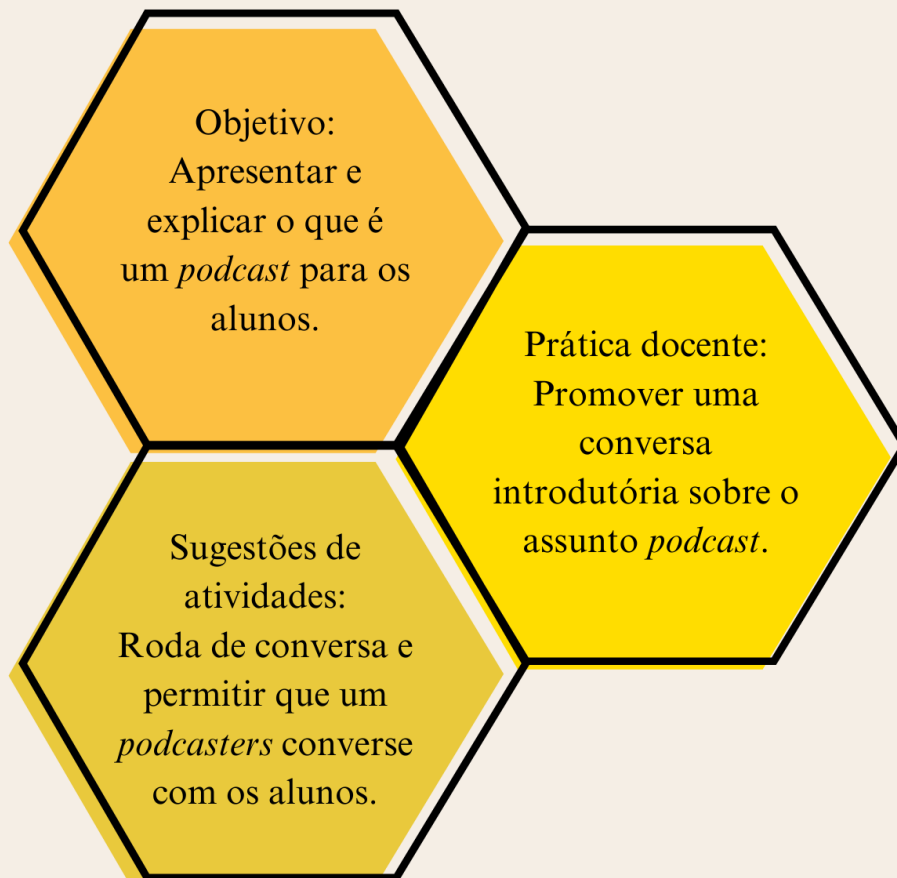 Objetivo:
Apresentar e
explicar o que é
um podcast para os
alunos.
Prática docente:
Promover uma
conversa
introdutória sobre o
assunto podcast.
Sugestões de
atividades:
Roda de conversa e
permitir que um
podcasters converse
com os alunos.